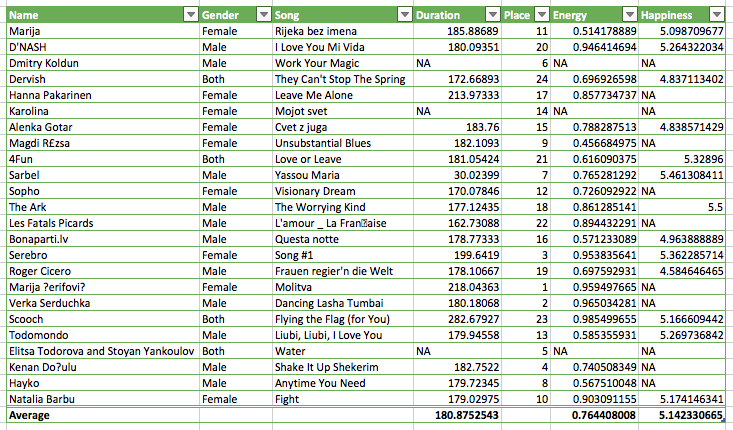 Name Gender Song Duration Place Energy Happiness
Marija Female Rijeka bez imena 185.88689 11 0.514178889 5.098709677
D'NASH Male I Love You Mi Vida 180.09351 20 0.946414694 5.264322034
Dmitry Koldun Male Work Your Magic NA 6 NA NA
Dervish Both They Can't Stop The Spring 172.66893 24 0.696926598 4.837113402
Hanna Pakarinen Female Leave Me Alone 213.97333 17 0.857734737 NA
Karolina Female Mojot svet NA 14 NA NA
Alenka Gotar Female Cvet z juga 183.76 15 0.788287513 4.838571429
Magdi R£zsa Female Unsubstantial Blues 182.1093 9 0.456684975 NA
4Fun Both Love or Leave 181.05424 21 0.616090375 5.32896
Sarbel Male Yassou Maria 30.02399 7 0.765281292 5.461308411
Sopho Female Visionary Dream 170.07846 12 0.726092922 NA
The Ark Male The Worrying Kind 177.12435 18 0.861285141 5.5
Les Fatals Picards Male L'amour _ La Fran⍰aise 162.73088 22 0.894432291 NA
Bonaparti.lv Male Questa notte 178.77333 16 0.571233089 4.963888889
Serebro Female Song #1 199.6419 3 0.953835641 5.362285714
Roger Cicero Male Frauen regier'n die Welt 178.10667 19 0.697592931 4.584646465
Marija ?erifovi? Female Molitva 218.04363 1 0.959497665 NA
Verka Serduchka Male Dancing Lasha Tumbai 180.18068 2 0.965034281 NA
Scooch Both Flying the Flag (for You) 282.67927 23 0.985499655 5.166609442
Todomondo Male Liubi, Liubi, I Love You 179.94558 13 0.585355931 5.269736842
Elitsa Todorova and Stoyan Yankoulov Both Water NA 5 NA NA
Kenan Do?ulu Male Shake It Up Shekerim 182.7522 4 0.740508349 NA
Hayko Male Anytime You Need 179.72345 8 0.567510048 NA
Natalia Barbu Female Fight 179.02975 10 0.903091155 5.174146341
Average 180.8752543 0.764408008 5.142330665